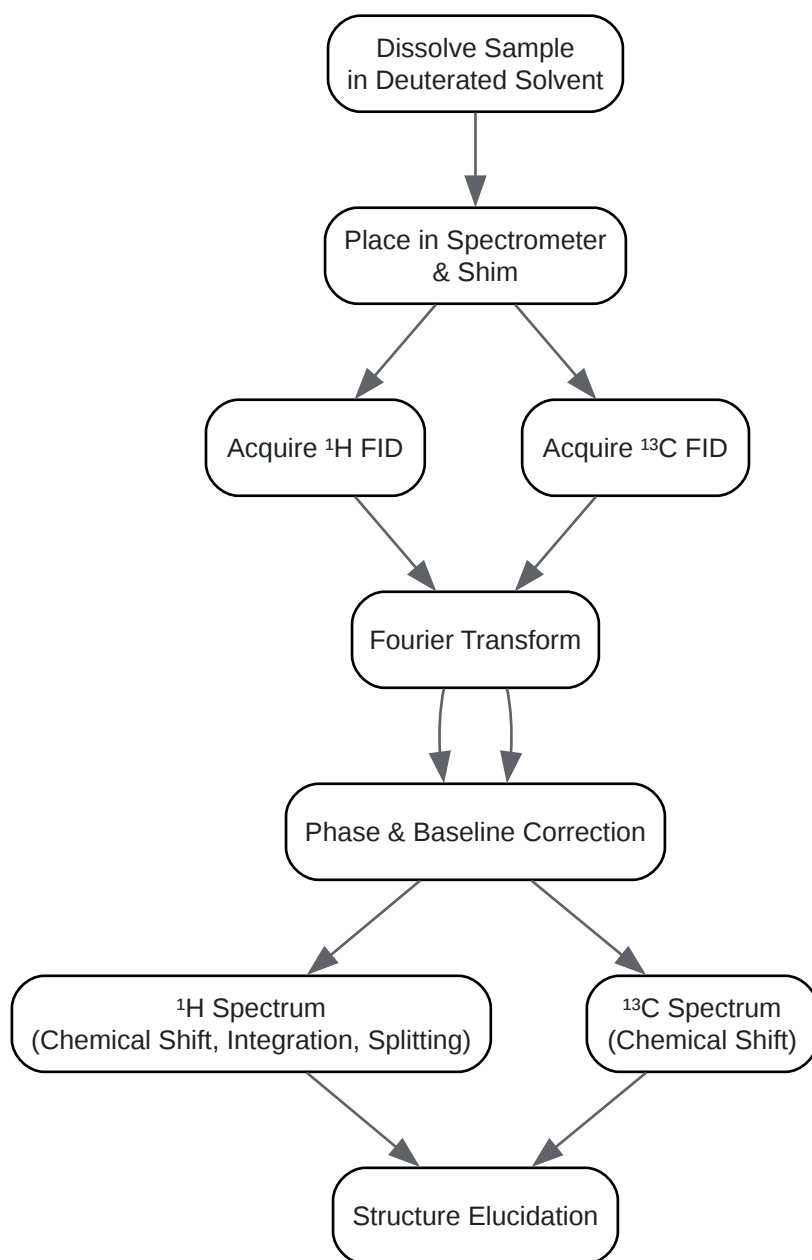 Dissolve Sample
in Deuterated Solvent
Place in Spectrometer
& Shim
Acquire ¹H FID
Acquire ¹³C FID
Fourier Transform
Phase & Baseline Correction
¹H Spectrum
(Chemical Shift, Integration, Splitting)
¹³C Spectrum
(Chemical Shift)
Structure Elucidation